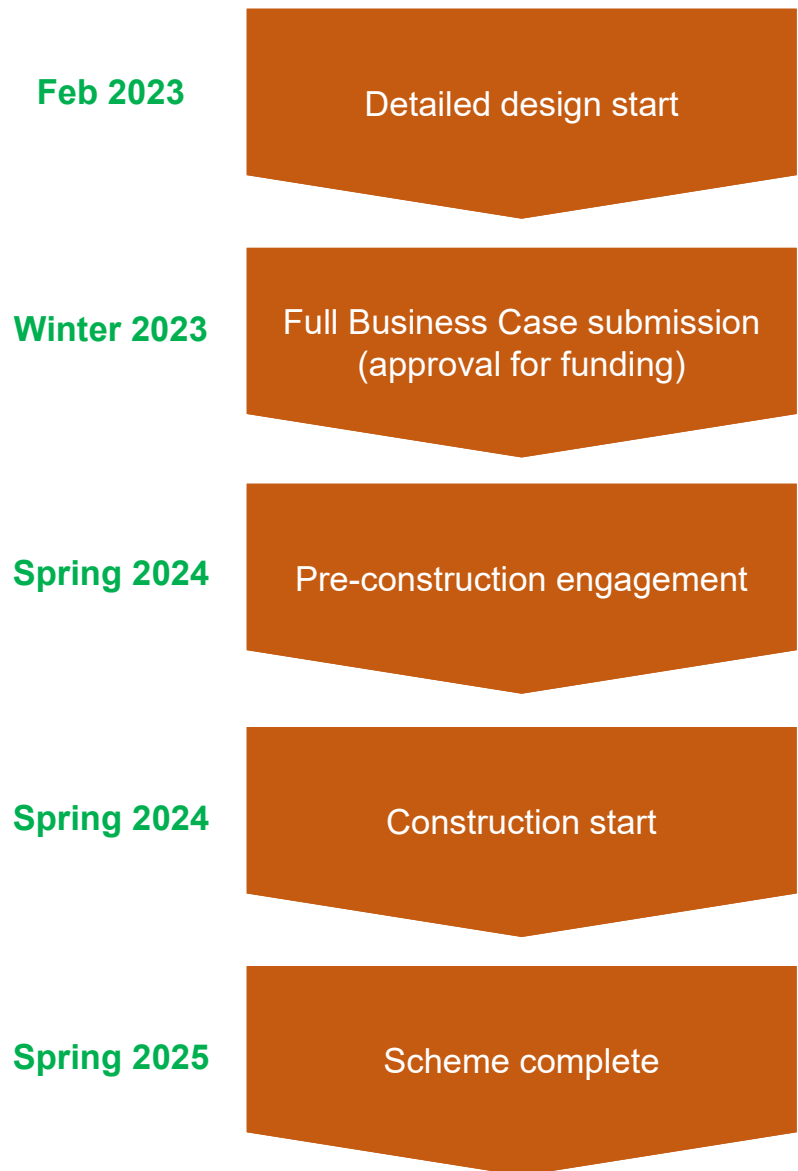 Feb 2023
Detailed design start
Winter 2023
Full Business Case submission
(approval for funding)
Spring 2024
Pre-construction engagement
Spring 2024
Construction start
Spring 2025
Scheme complete